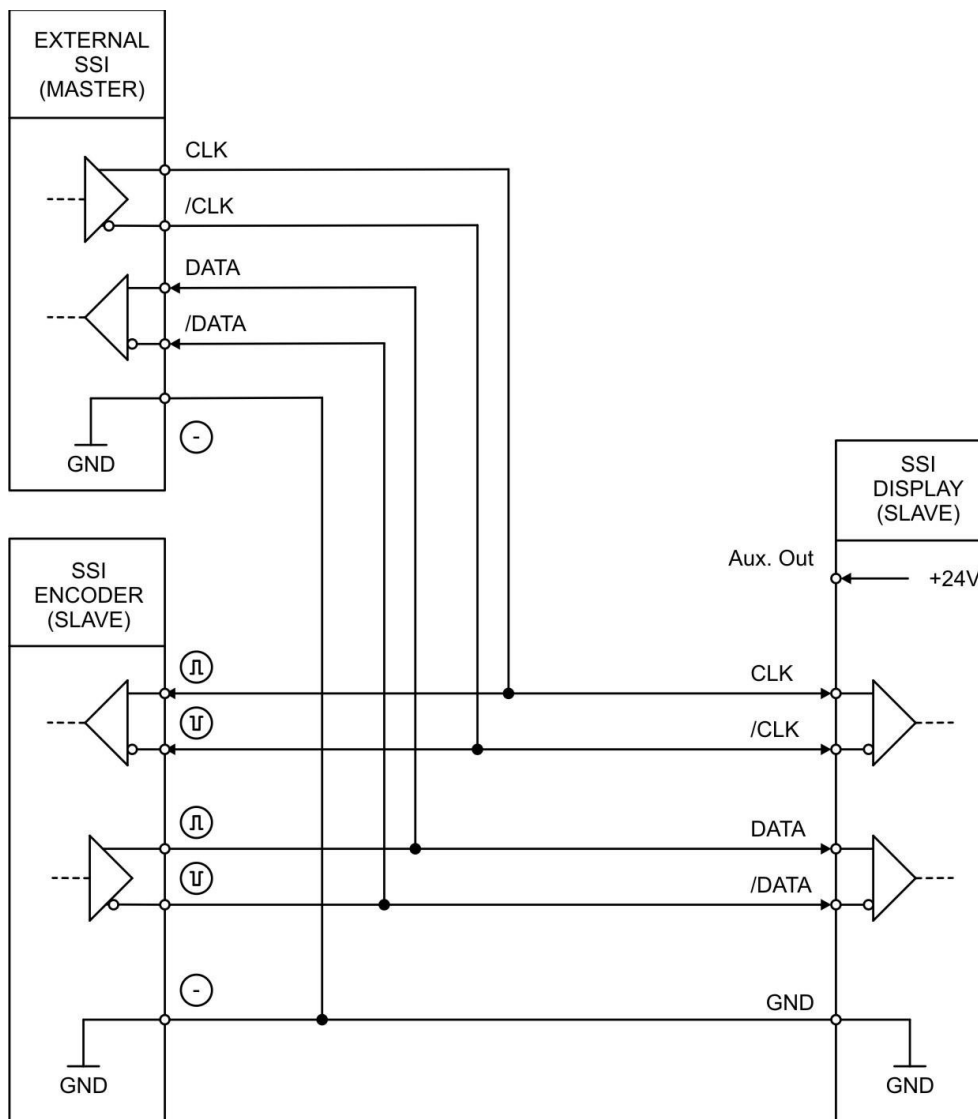 EXTERNAL
SSI
(MASTER)
CLK
/CLK
DATA
/DATA
-
GND
SSI
DISPLAY
(SLAVE)
Aux. Out
+24V
SSI
ENCODER
(SLAVE)
CLK
/CLK
DATA
/DATA
-
GND
GND
GND